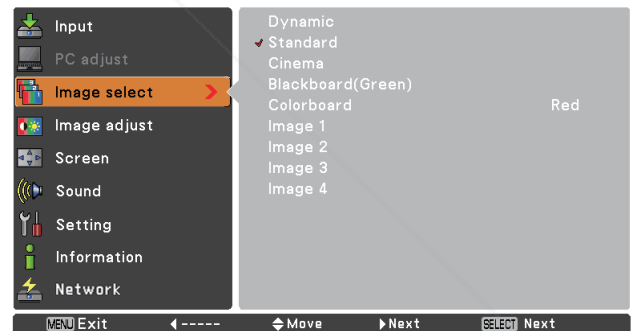 Input
PC adjust
Image select
Image adjust
Screen
Sound
Setting
Information
Network
Dynamic
Standard
Cinema
Blackboard(Green)
Colorboard Red
Image 1
Image 2
Image 3
Image 4
MENU Exit ----- Move Next SELECT Next